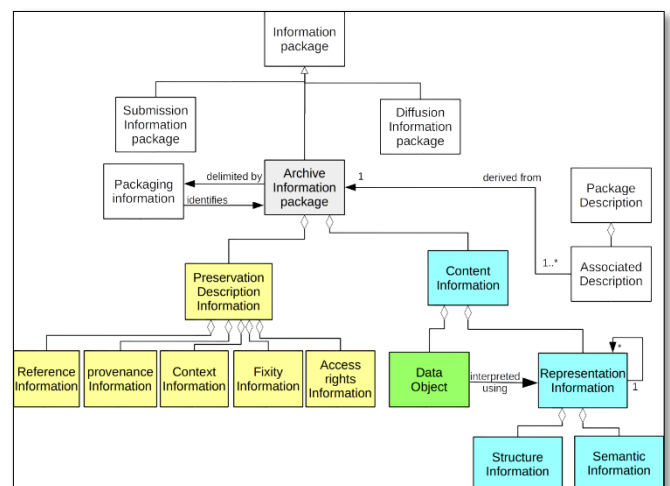 Information
package
Submission
Information
package
Diffusion
Information
package
Packaging
information
delimited by
identifies
Archive
Information
package
1
derived from
1..*
Package
Description
Associated
Description
Preservation
Description
Information
Content
Information
Reference
Information
provenance
Information
Context
Information
Fixity
Information
Access
rights
Information
Data
Object
interpreted
using
Representation
Information
*
1
Structure
Information
Semantic
Information